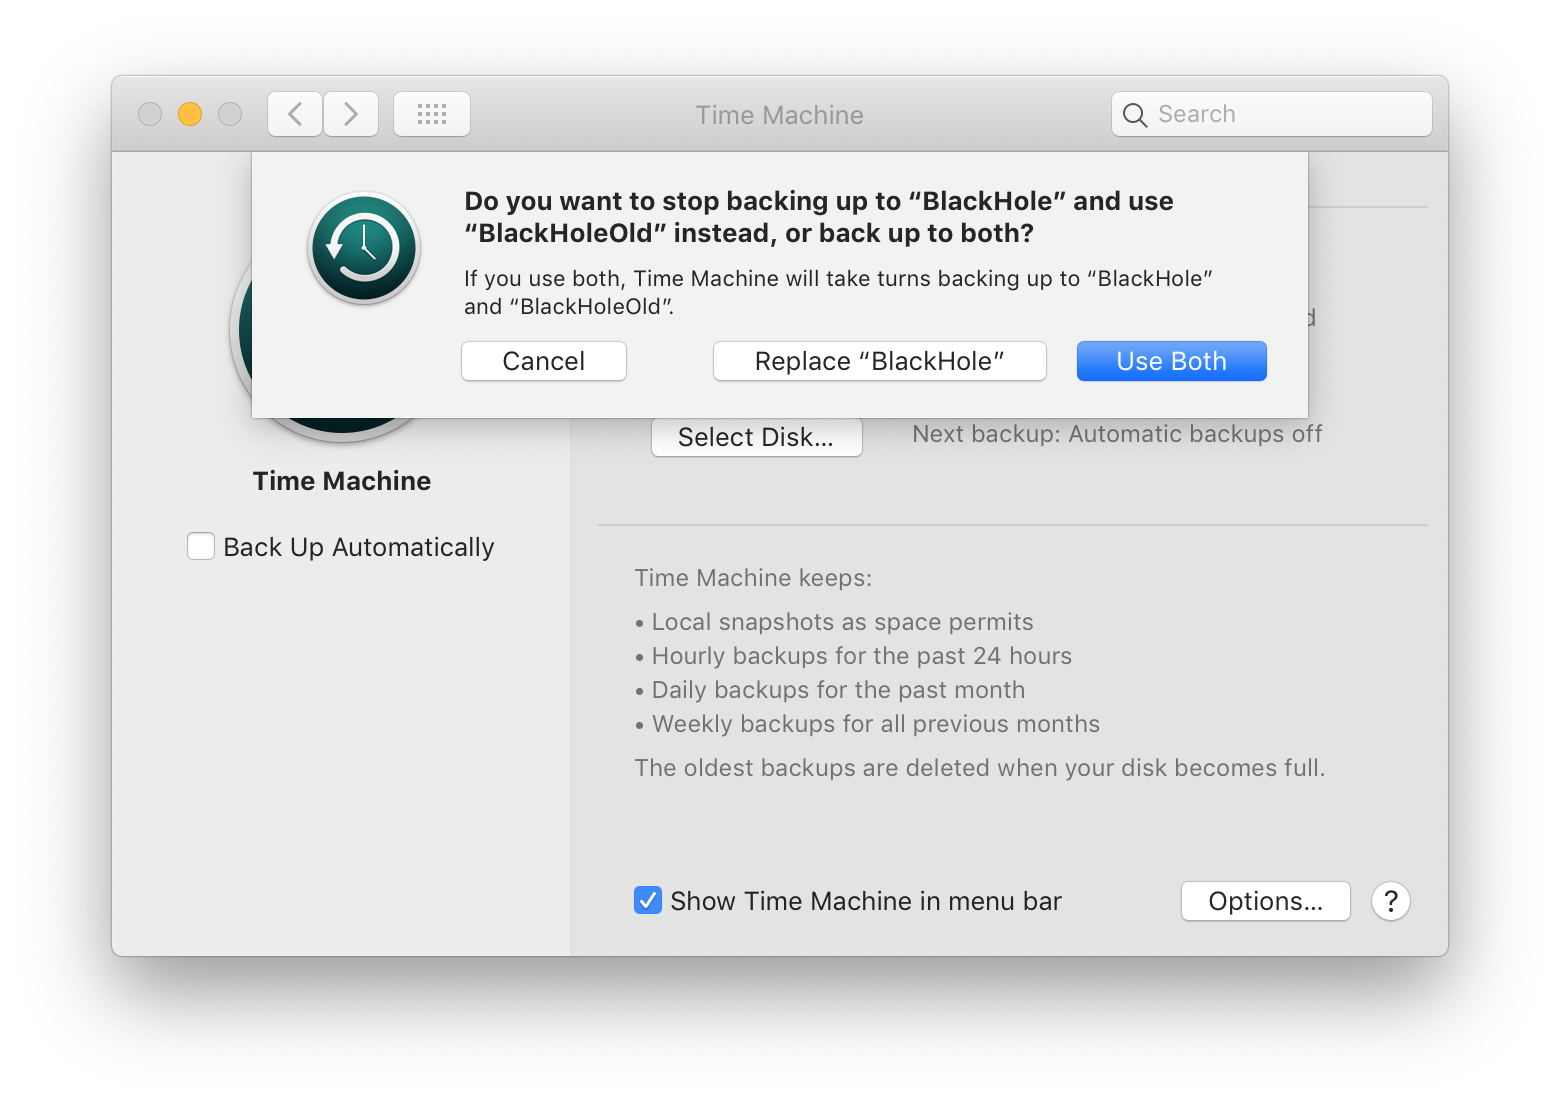 Time Machine
Search
Do you want to stop backing up to “BlackHole” and use
“BlackHoleOld” instead, or back up to both?
If you use both, Time Machine will take turns backing up to “BlackHole”
and “BlackHoleOld”.
Cancel
Replace “BlackHole”
Use Both
Select Disk...
Next backup: Automatic backups off
Time Machine
Back Up Automatically
Time Machine keeps:
• Local snapshots as space permits
• Hourly backups for the past 24 hours
• Daily backups for the past month
• Weekly backups for all previous months
The oldest backups are deleted when your disk becomes full.
Show Time Machine in menu bar
Options...
?